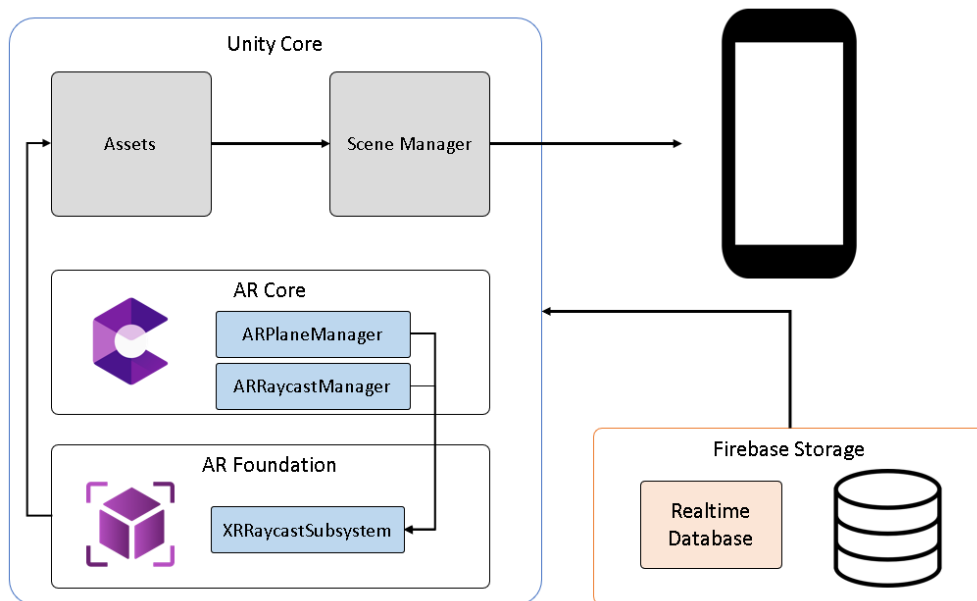 Unity Core
Assets
Scene Manager
AR Core
ARPlaneManager
ARRaycastManager
AR Foundation
XRRaycastSubsystem
Firebase Storage
Realtime
Database